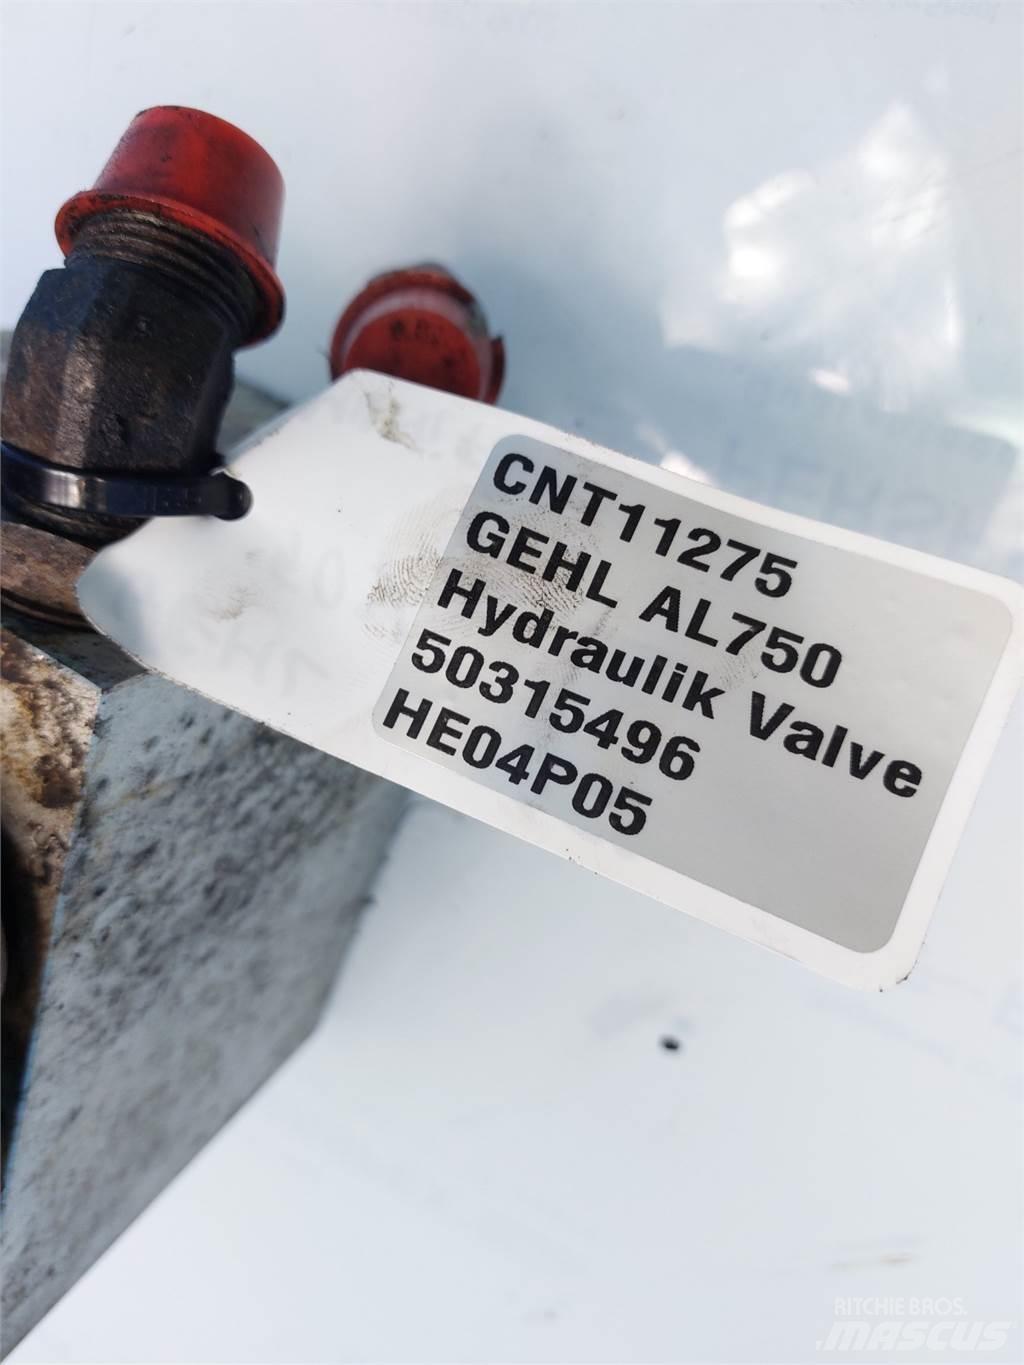 CNT11275
GEHL AL750
Hydraulik Valve
50315496
HE04P05
RITCHIE BROS.
MASCUS